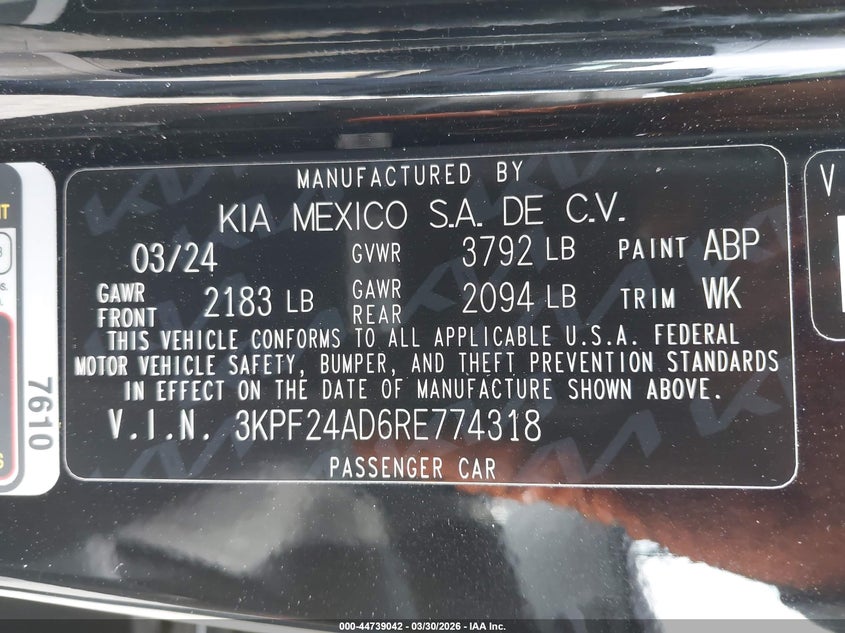 MANUFACTURED BY
KIA MEXICO S.A. DE C.V.
03/24 GVWR 3792 LB PAINT ABP
GAWR FRONT 2183 LB GAWR REAR 2094 LB TRIM WK
THIS VEHICLE CONFORMS TO ALL APPLICABLE U.S.A. FEDERAL
MOTOR VEHICLE SAFETY, BUMPER, AND THEFT PREVENTION STANDARDS
IN EFFECT ON THE DATE OF MANUFACTURE SHOWN ABOVE.
V.I.N. 3KPF24AD6RE774318
PASSENGER CAR
7610
V
000-44739042 — 03/30/2026 — IAA Inc.